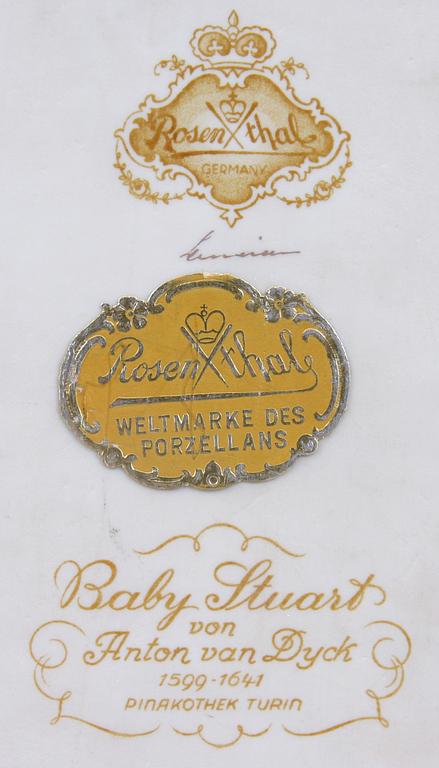 Rosenthal
GERMANY
Rosenthal
WELTMARKE DES
PORZELLANS
Baby Stuart
von
Anton van Dyck
1599-1641
PINAKOTHEK TURIN